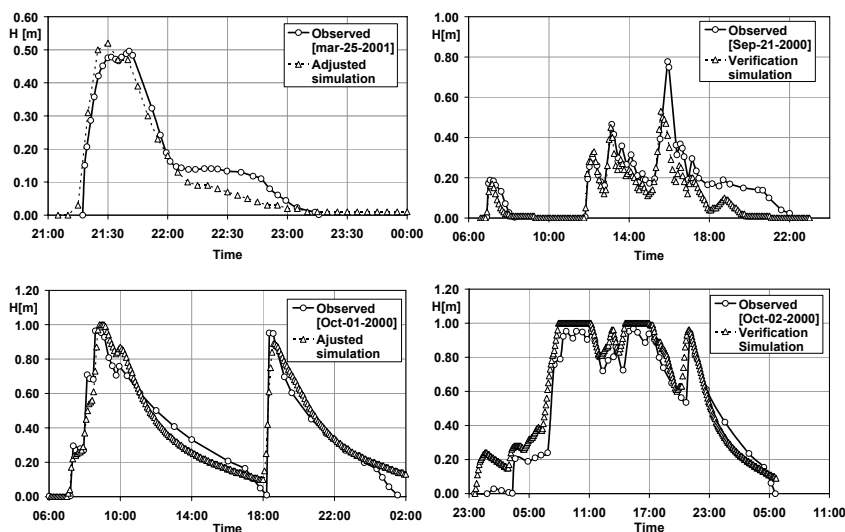 H [m]
0.60
0.50
0.40
0.30
0.20
0.10
0.00
21:00 21:30 22:00 22:30 23:00 23:30 00:00
Time
Observed
[mar-25-2001]
Adjusted
simulation
H [m]
1.00
0.80
0.60
0.40
0.20
0.00
06:00 10:00 14:00 18:00 22:00
Time
Observed
[Sep-21-2000]
Verification
simulation
H[m]
1.20
1.00
0.80
0.60
0.40
0.20
0.00
06:00 10:00 14:00 18:00 22:00 02:00
Time
Observed
[Oct-01-2000]
Ajusted
simulation
H[m]
1.20
1.00
0.80
0.60
0.40
0.20
0.00
23:00 05:00 11:00 17:00 23:00 05:00 11:00
Time
Observed
[Oct-02-2000]
Verification
Simulation